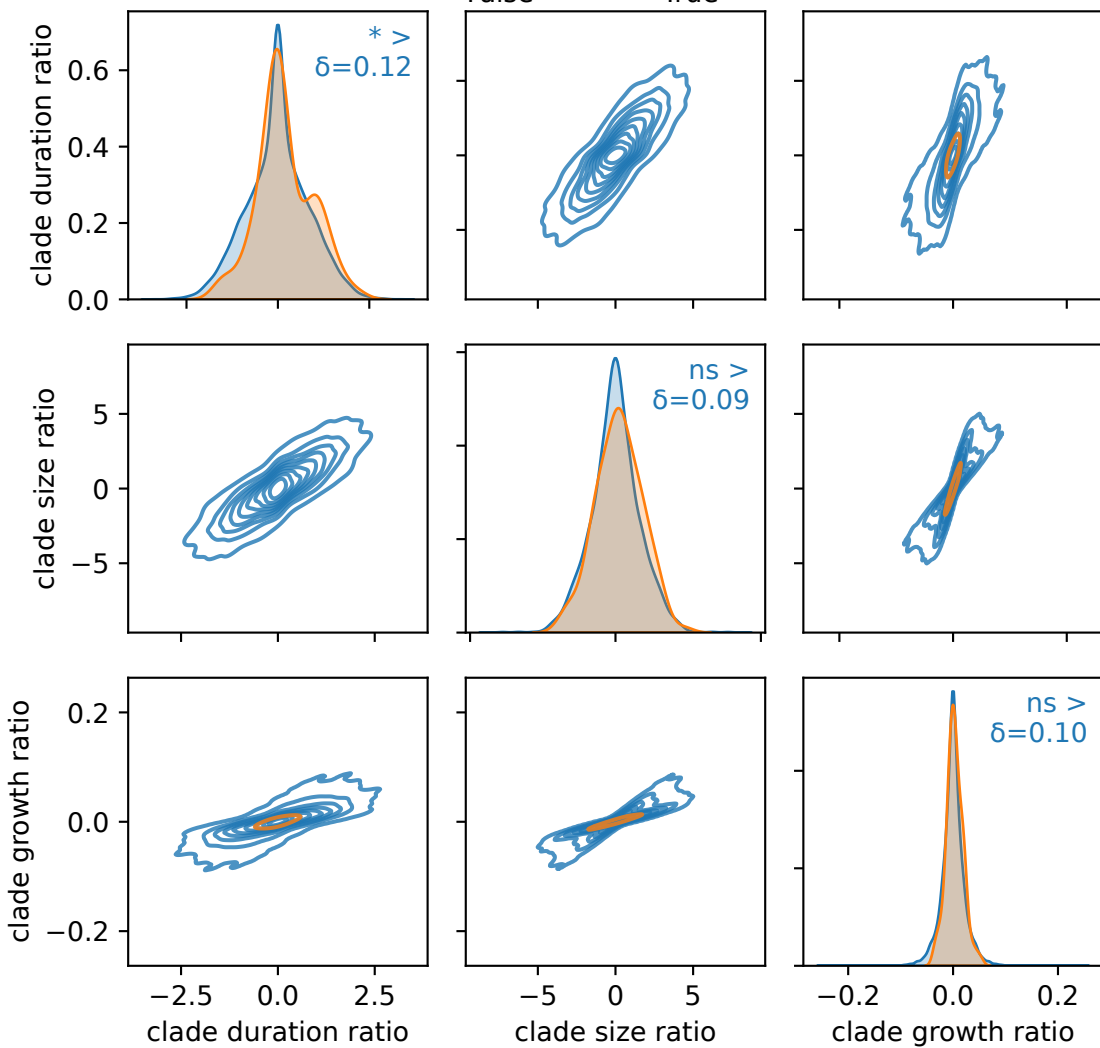 clade duration ratio
0.6
0.4
0.2
0.0
* >
δ=0.12
clade size ratio
5
0
−5
ns >
δ=0.09
clade growth ratio
0.2
0.0
−0.2
ns >
δ=0.10
−2.5 0.0 2.5
clade duration ratio
−5 0 5
clade size ratio
−0.2 0.0 0.2
clade growth ratio